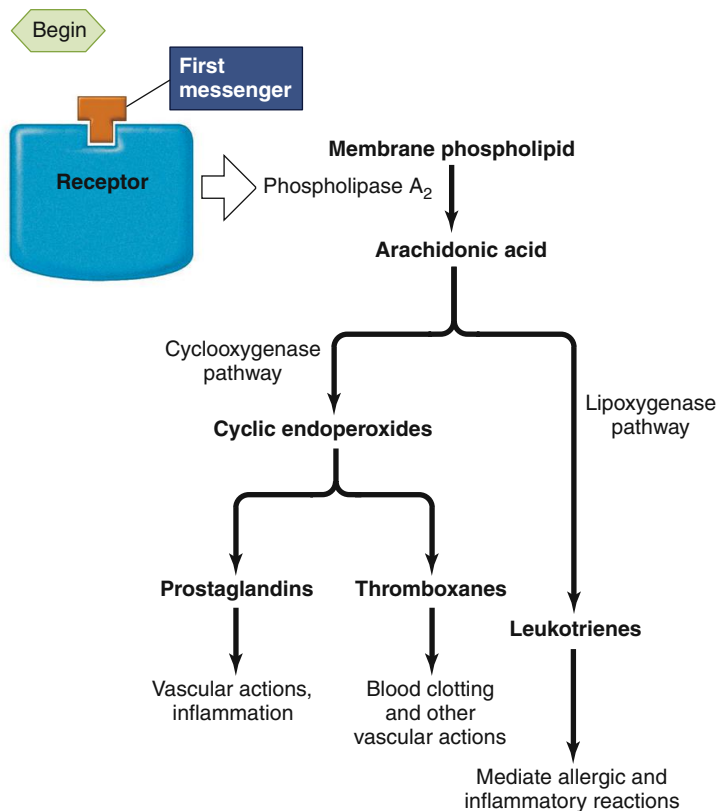 Begin
First
messenger
Receptor
Membrane phospholipid
Phospholipase A2
Arachidonic acid
Cyclooxygenase
pathway
Lipoxygenase
pathway
Cyclic endoperoxides
Prostaglandins
Thromboxanes
Leukotrienes
Vascular actions,
inflammation
Blood clotting
and other
vascular actions
Mediate allergic and
inflammatory reactions